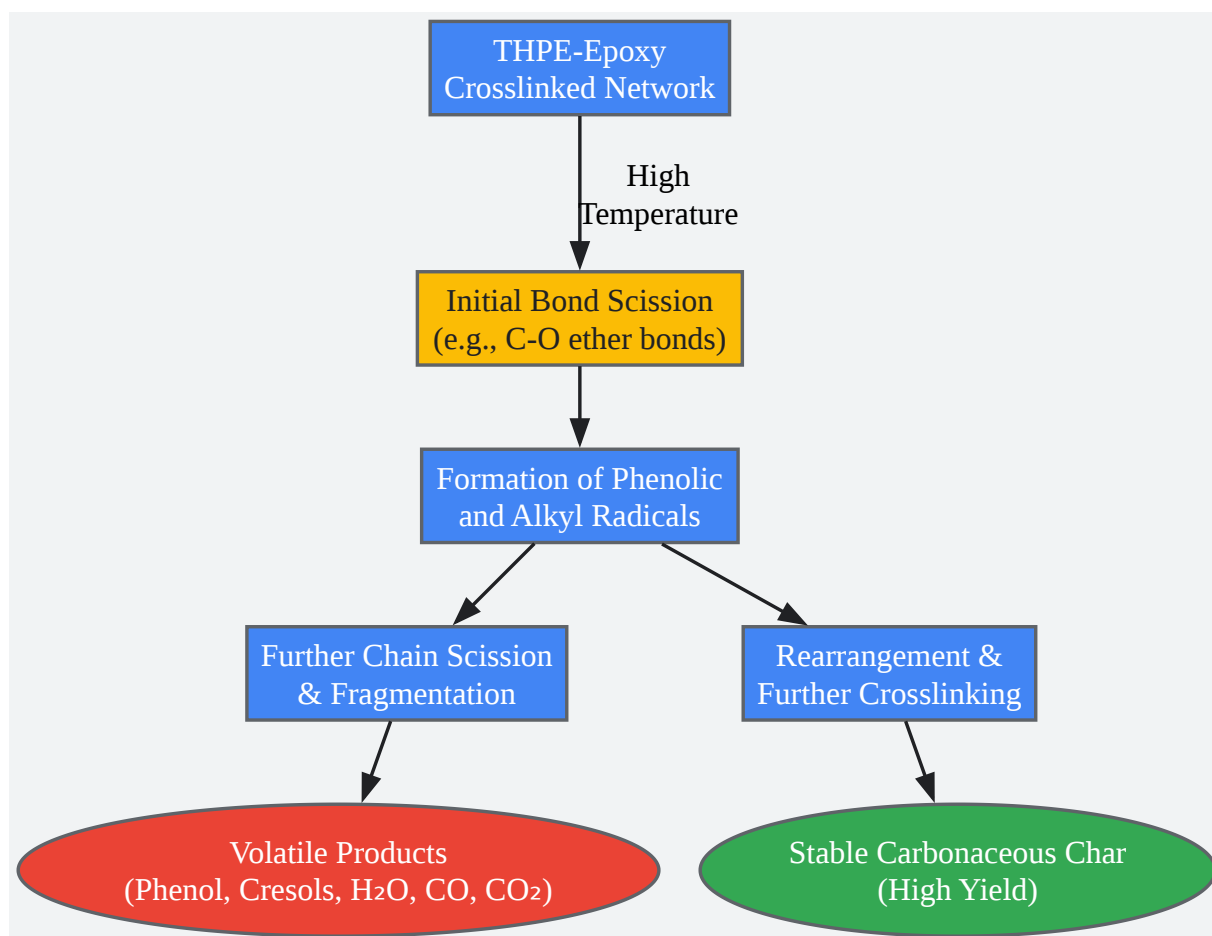 THPE-Epoxy
Crosslinked Network
High
Temperature
Initial Bond Scission
(e.g., C-O ether bonds)
Formation of Phenolic
and Alkyl Radicals
Further Chain Scission
& Fragmentation
Rearrangement &
Further Crosslinking
Volatile Products
(Phenol, Cresols, H₂O, CO, CO₂)
Stable Carbonaceous Char
(High Yield)